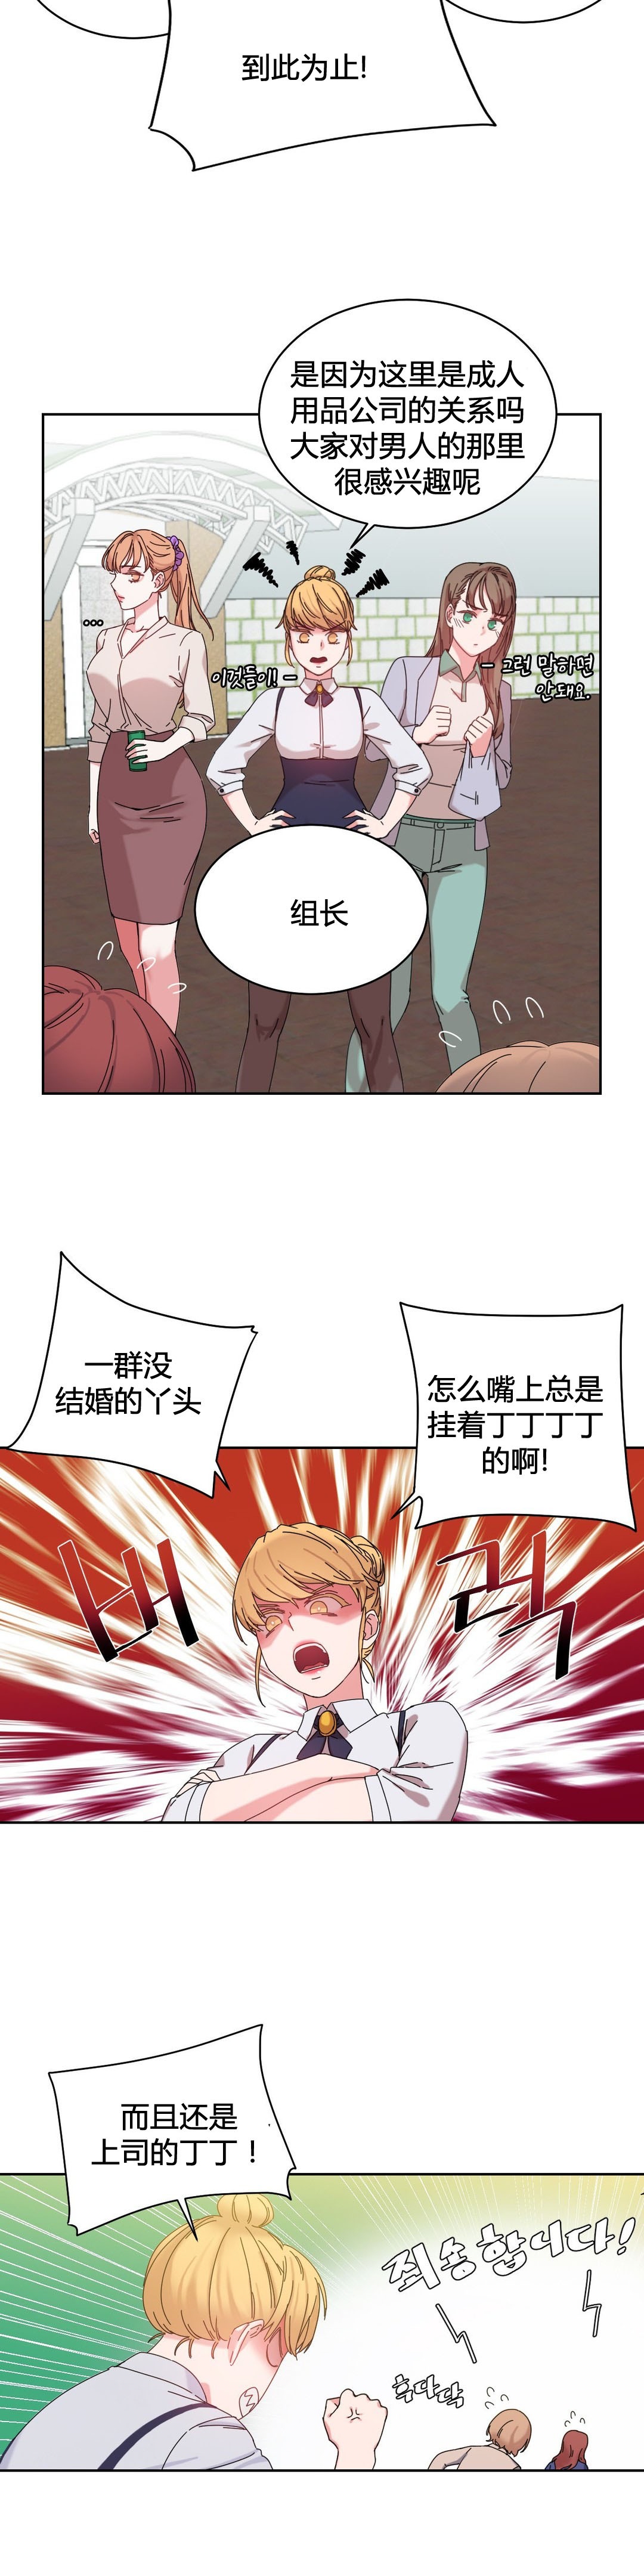 到此为止!
是因为这里是成人
用品公司的关系吗
大家对男人的那里
很感兴趣呢
...
이것들이! –
– 그런 말하면
안돼요.
组长
一群没
结婚的丫头
怎么嘴上总是
挂着丁丁丁丁
的啊!
버
럭
而且还是
上司的丁丁!
죄송합니다!
후다닥